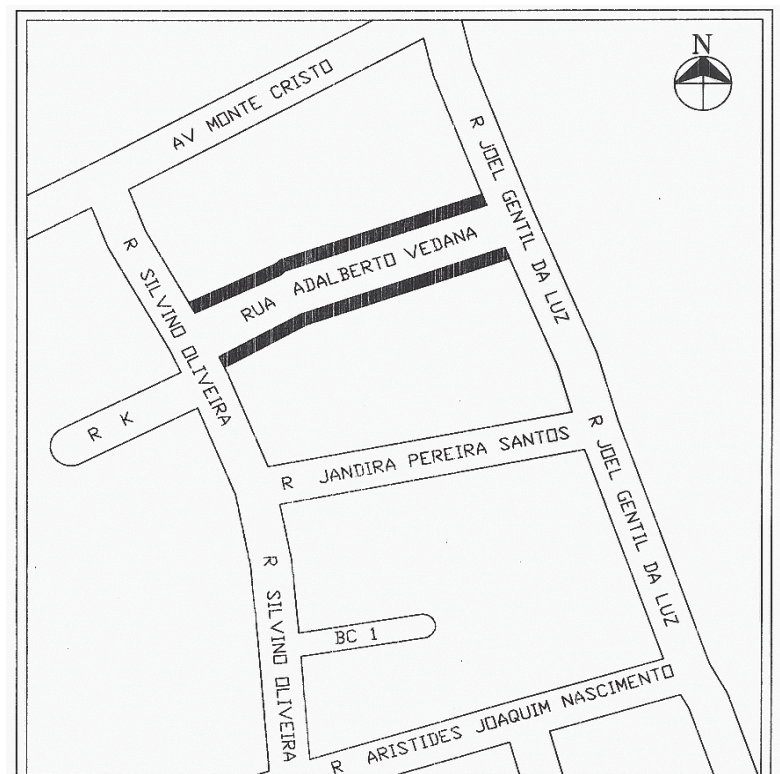 N
AV MONTE CRISTO
R JOEL GENTIL DA LUZ
R SILVINO OLIVEIRA
RUA ADALBERTO VEDANA
R K
R JANDIRA PEREIRA SANTOS
R JOEL GENTIL DA LUZ
R SILVINO OLIVEIRA
BC 1
R ARISTIDES JOAQUIM NASCIMENTO